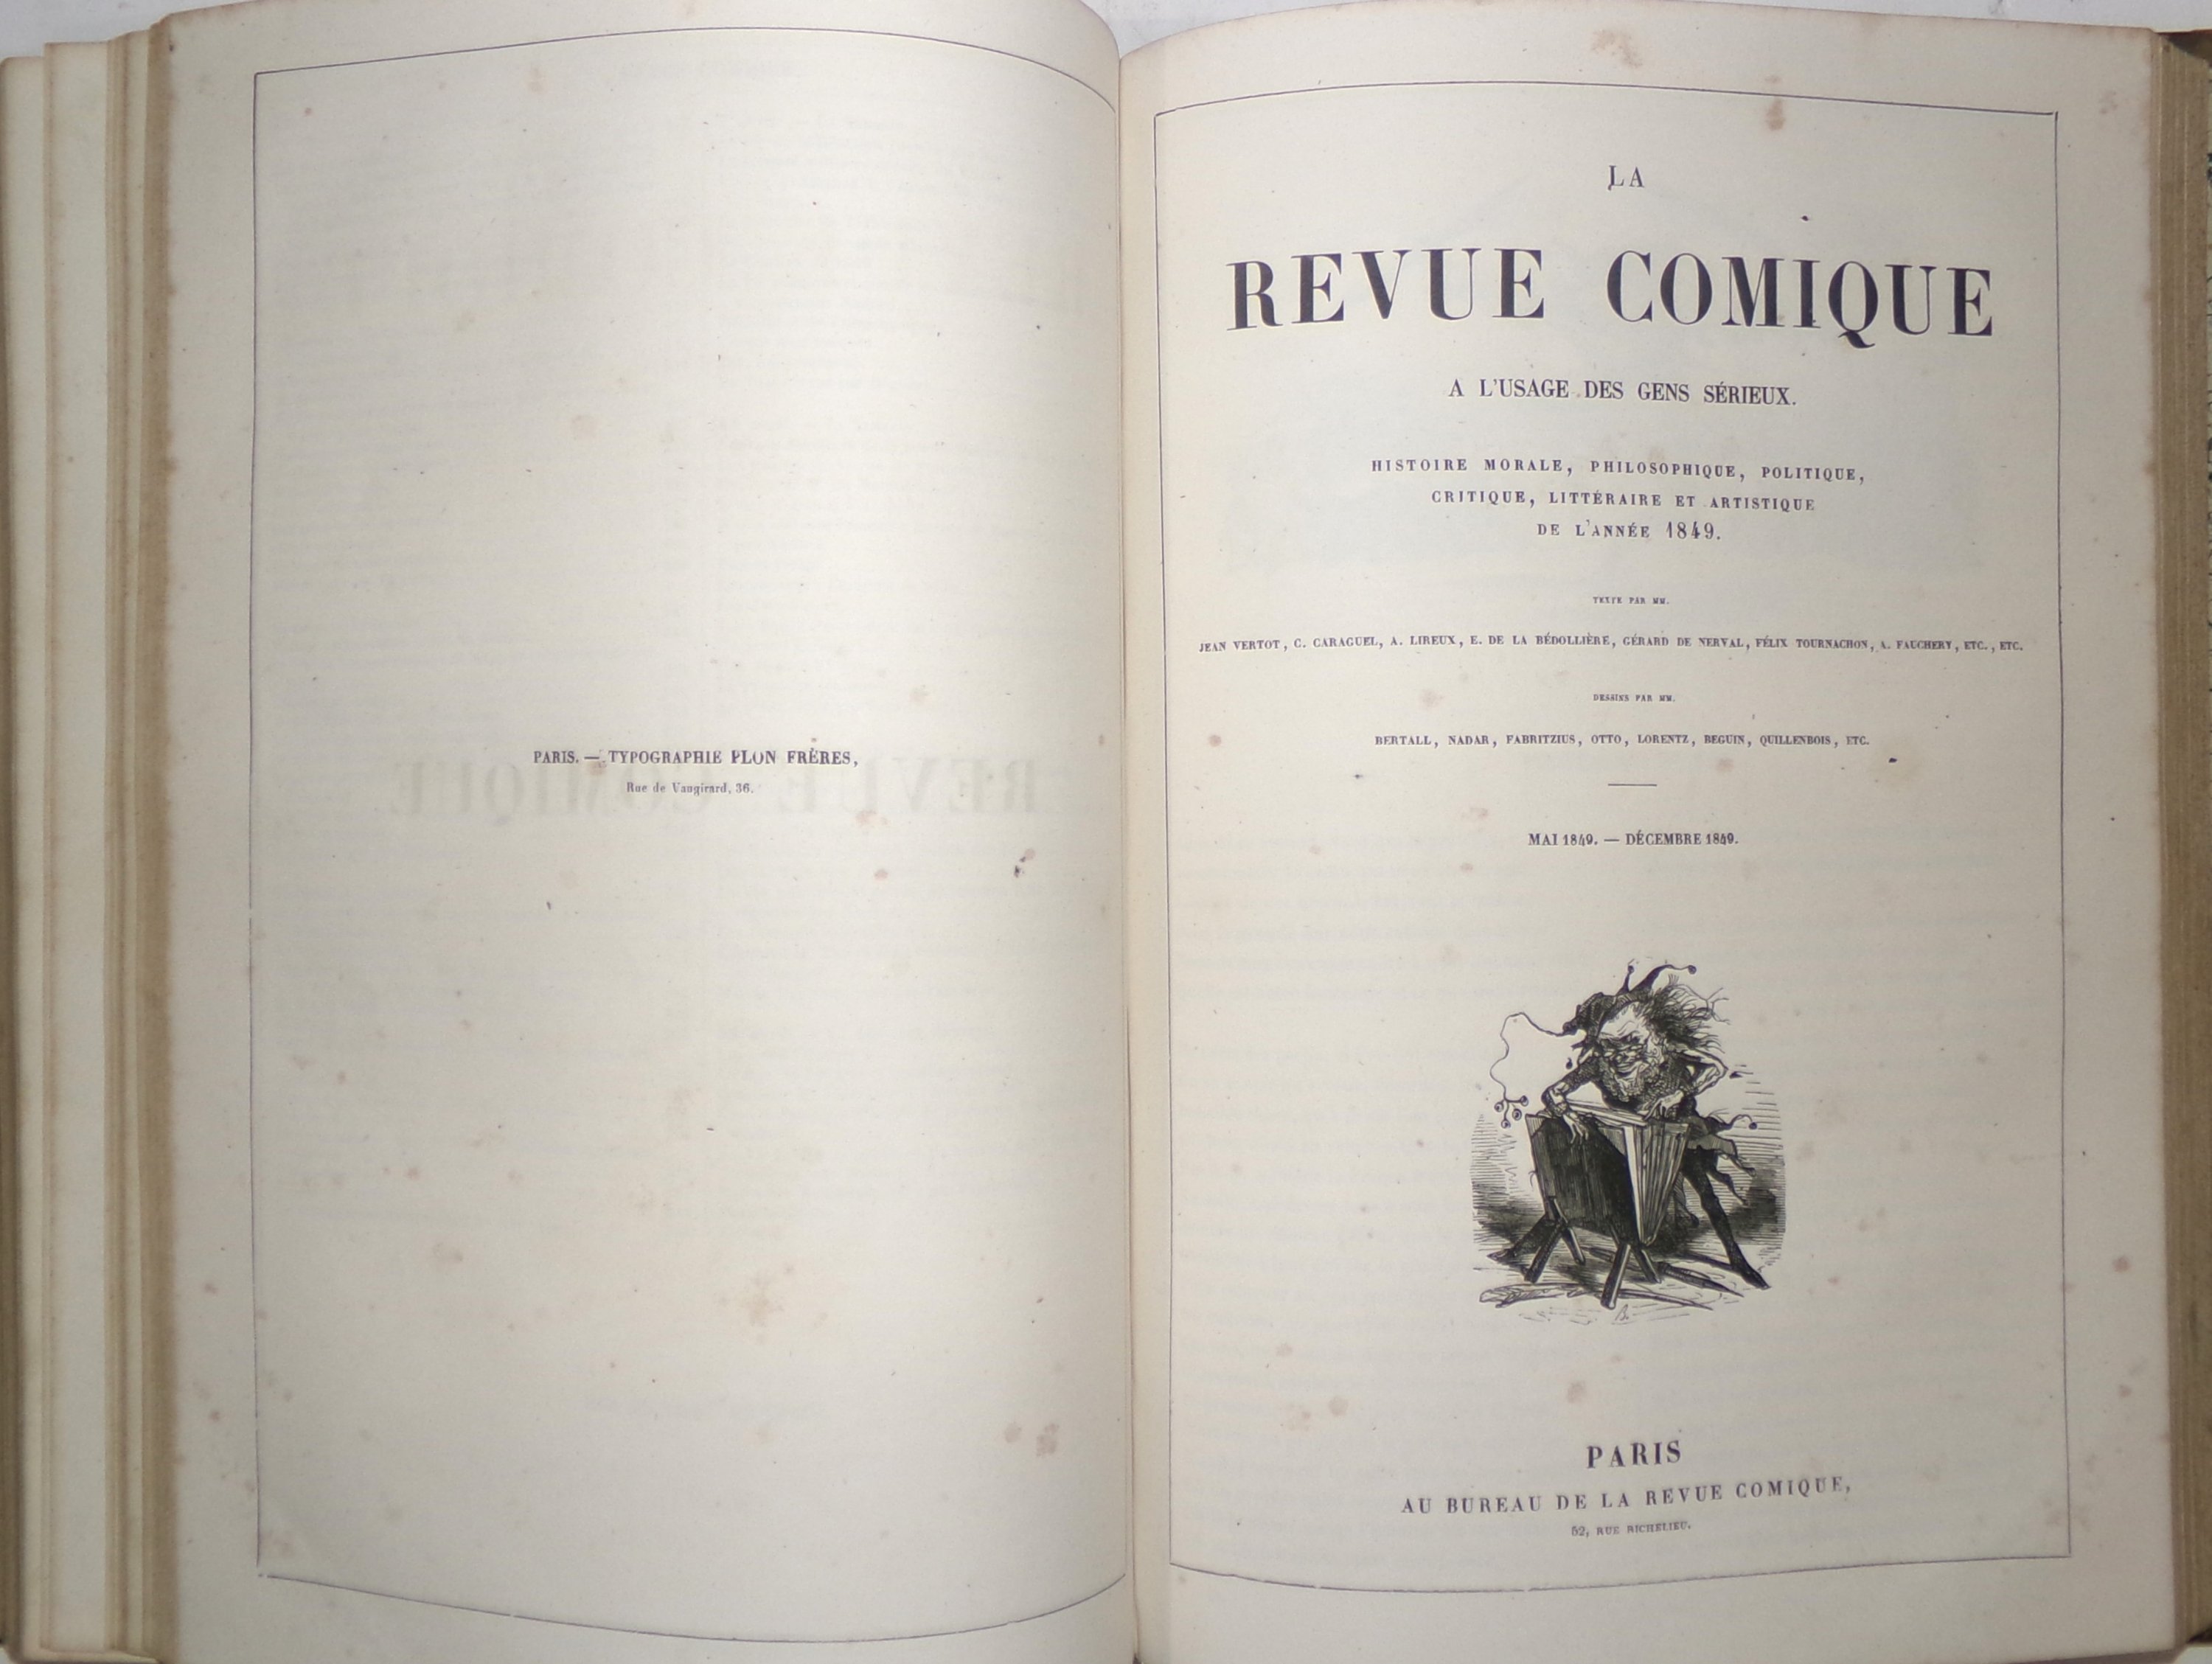 PARIS. — TYPOGRAPHIE PLON FRÈRES,
Rue de Vaugirard, 36.
LA
REVUE COMIQUE
A L'USAGE DES GENS SÉRIEUX.
HISTOIRE MORALE, PHILOSOPHIQUE, POLITIQUE,
CRITIQUE, LITTÉRAIRE ET ARTISTIQUE
DE L'ANNÉE 1849.
TEXTE PAR MM.
JEAN VERTOT, C. CARAGUEL, A. LIREUX, E. DE LA BÉDOLLIÈRE, GÉRARD DE NERVAL, FÉLIX TOURNACHON, A. FAUCHERY, ETC., ETC.
DESSINS PAR MM.
BERTALL, NADAR, FABRITZIUS, OTTO, LORENTZ, BEGUIN, QUILLENBOIS, ETC.
MAI 1849. — DÉCEMBRE 1849.
PARIS
AU BUREAU DE LA REVUE COMIQUE,
52, RUE RICHELIEU.